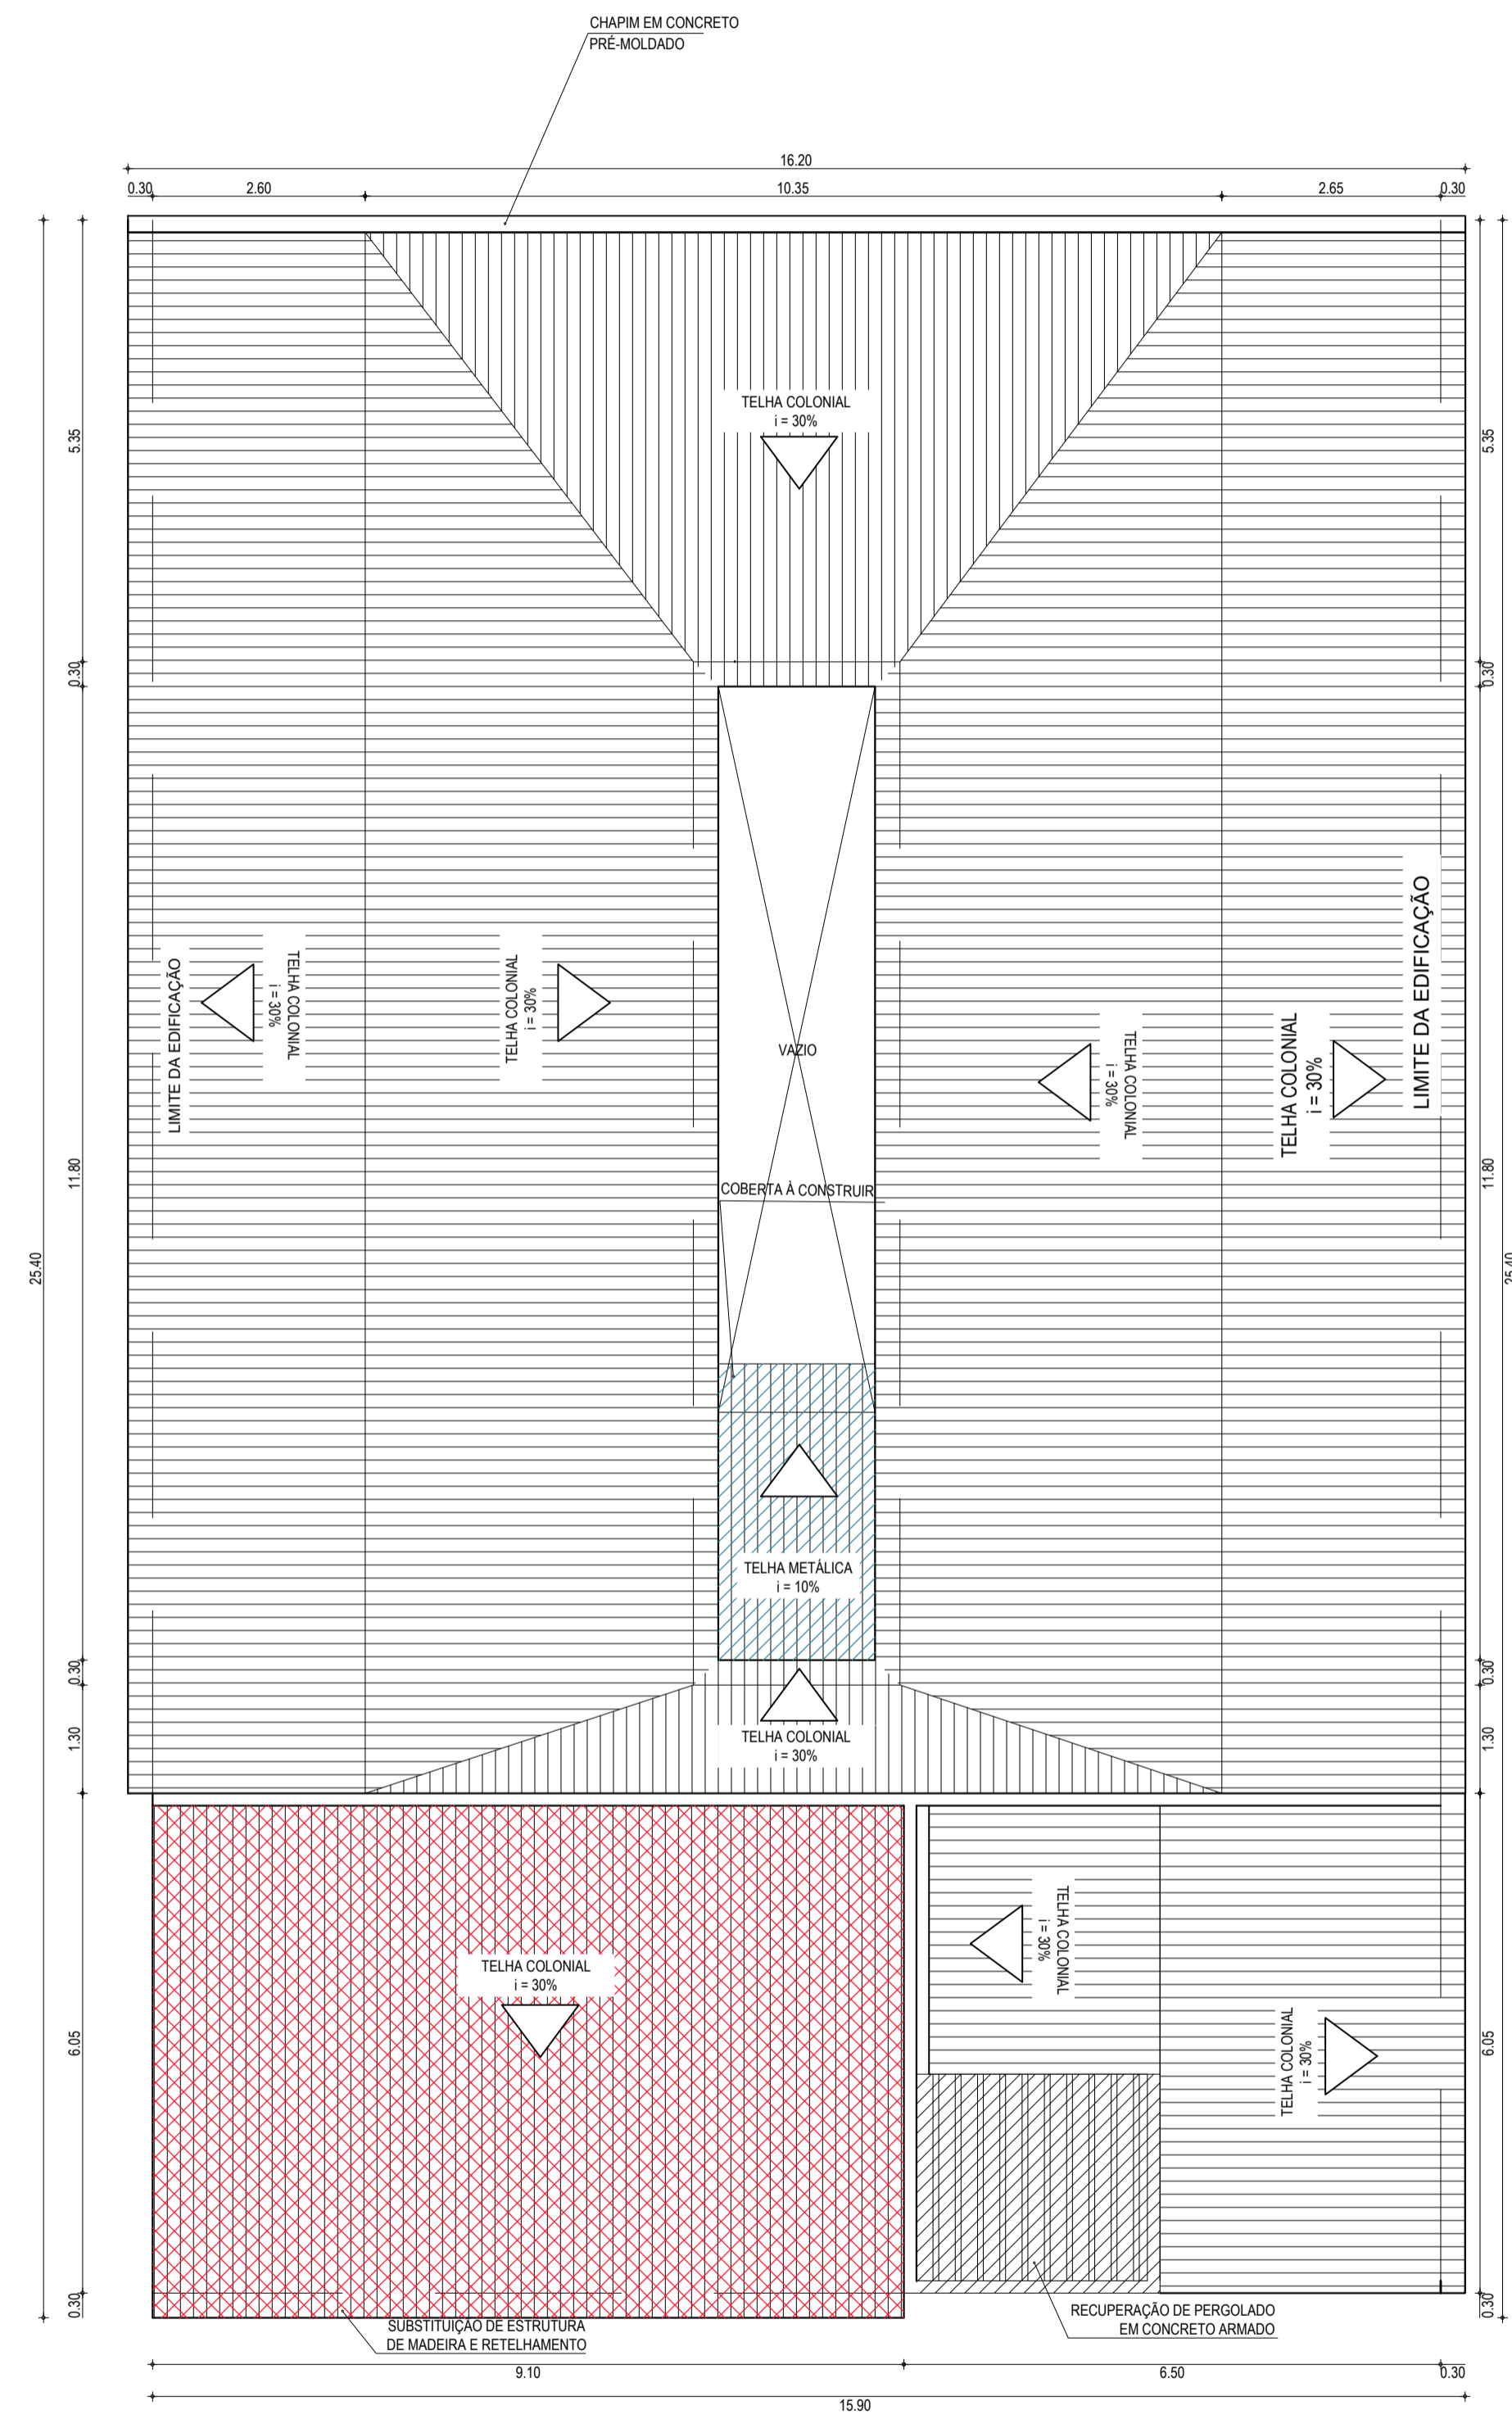 CHAPIM EM CONCRETO
PRÉ-MOLDADO
16.20
0.30
2.60
10.35
2.65
0.30
TELHA COLONIAL
i = 30%
5.35
5.35
0.30
0.30
LIMITE DA EDIFICAÇÃO
TELHA COLONIAL
i = 30%
TELHA COLONIAL
i = 30%
VAZIO
TELHA COLONIAL
i = 30%
TELHA COLONIAL
i = 30%
LIMITE DA EDIFICAÇÃO
COBERTA À CONSTRUIR
11.80
11.80
25.40
25.40
TELHA METÁLICA
i = 10%
0.30
0.30
1.30
1.30
TELHA COLONIAL
i = 30%
TELHA COLONIAL
i = 30%
TELHA COLONIAL
i = 30%
TELHA COLONIAL
i = 30%
6.05
6.05
0.30
0.30
SUBSTITUIÇÃO DE ESTRUTURA
DE MADEIRA E RETELHAMENTO
RECUPERAÇÃO DE PERGOLADO
EM CONCRETO ARMADO
9.10
6.50
0.30
15.90